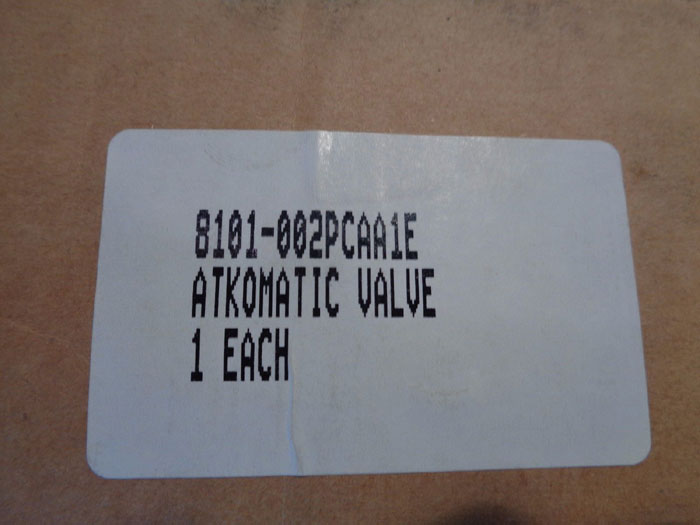 8101-002PCAA1E
ATKOMATIC VALVE
1 EACH